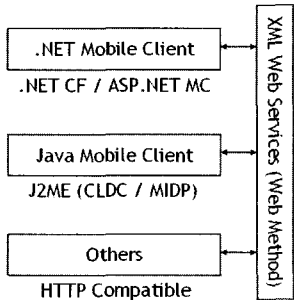 .NET Mobile Client
.NET CF / ASP.NET MC
Java Mobile Client
J2ME (CLDC / MIDP)
Others
HTTP Compatible
XML Web Services (Web Method)